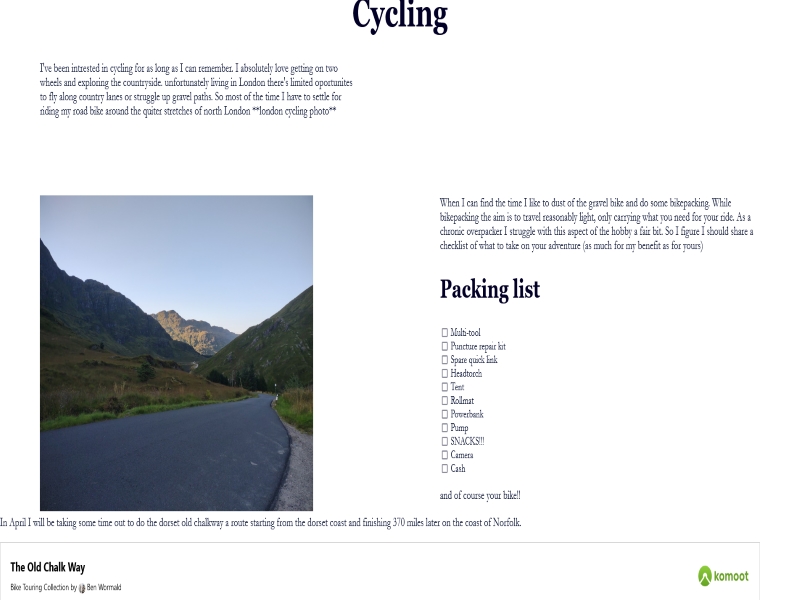 Cycling
I've been intrested in cycling for as long as I can remember. I absolutely love getting on two
wheels and exploring the countryside. unfortunately living in London there's limited oportunites
to fly along country lanes or struggle up gravel paths. So most of the time I have to settle for
riding my road bike around the quiter stretches of north London **london cycling photo**
When I can find the time I like to dust of the gravel bike and do some bikepacking. While
bikepacking the aim is to travel reasonably light, only carrying what you need for your ride. As a
chronic overpacker I struggle with this aspect of the hobby a fair bit. So I figure I should share a
checklist of what to take on your adventure (as much for my benefit as for yours)
Packing list
Multi-tool
Puncture repair kit
Spare quick link
Headtorch
Tent
Rollmat
Powerbank
Pump
SNACKS!!!
Camera
Cash
and of course your bike!!
In April I will be taking some time out to do the dorset old chalkway a route starting from the dorset coast and finishing 370 miles later on the coast of Norfolk.
The Old Chalk Way
Bike Touring Collection by Ben Wormald
komoot